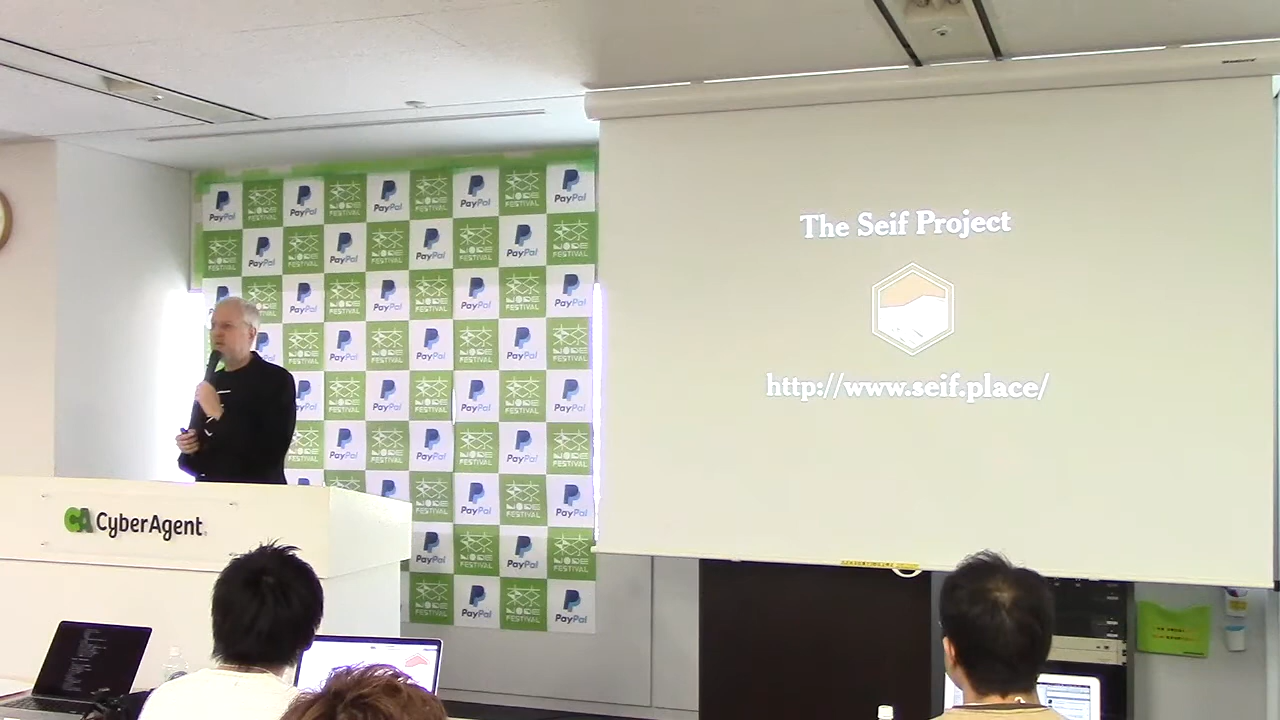 The Seif Project
http://www.seif.place/
CyberAgent
PayPal
NODE
FESTIVAL